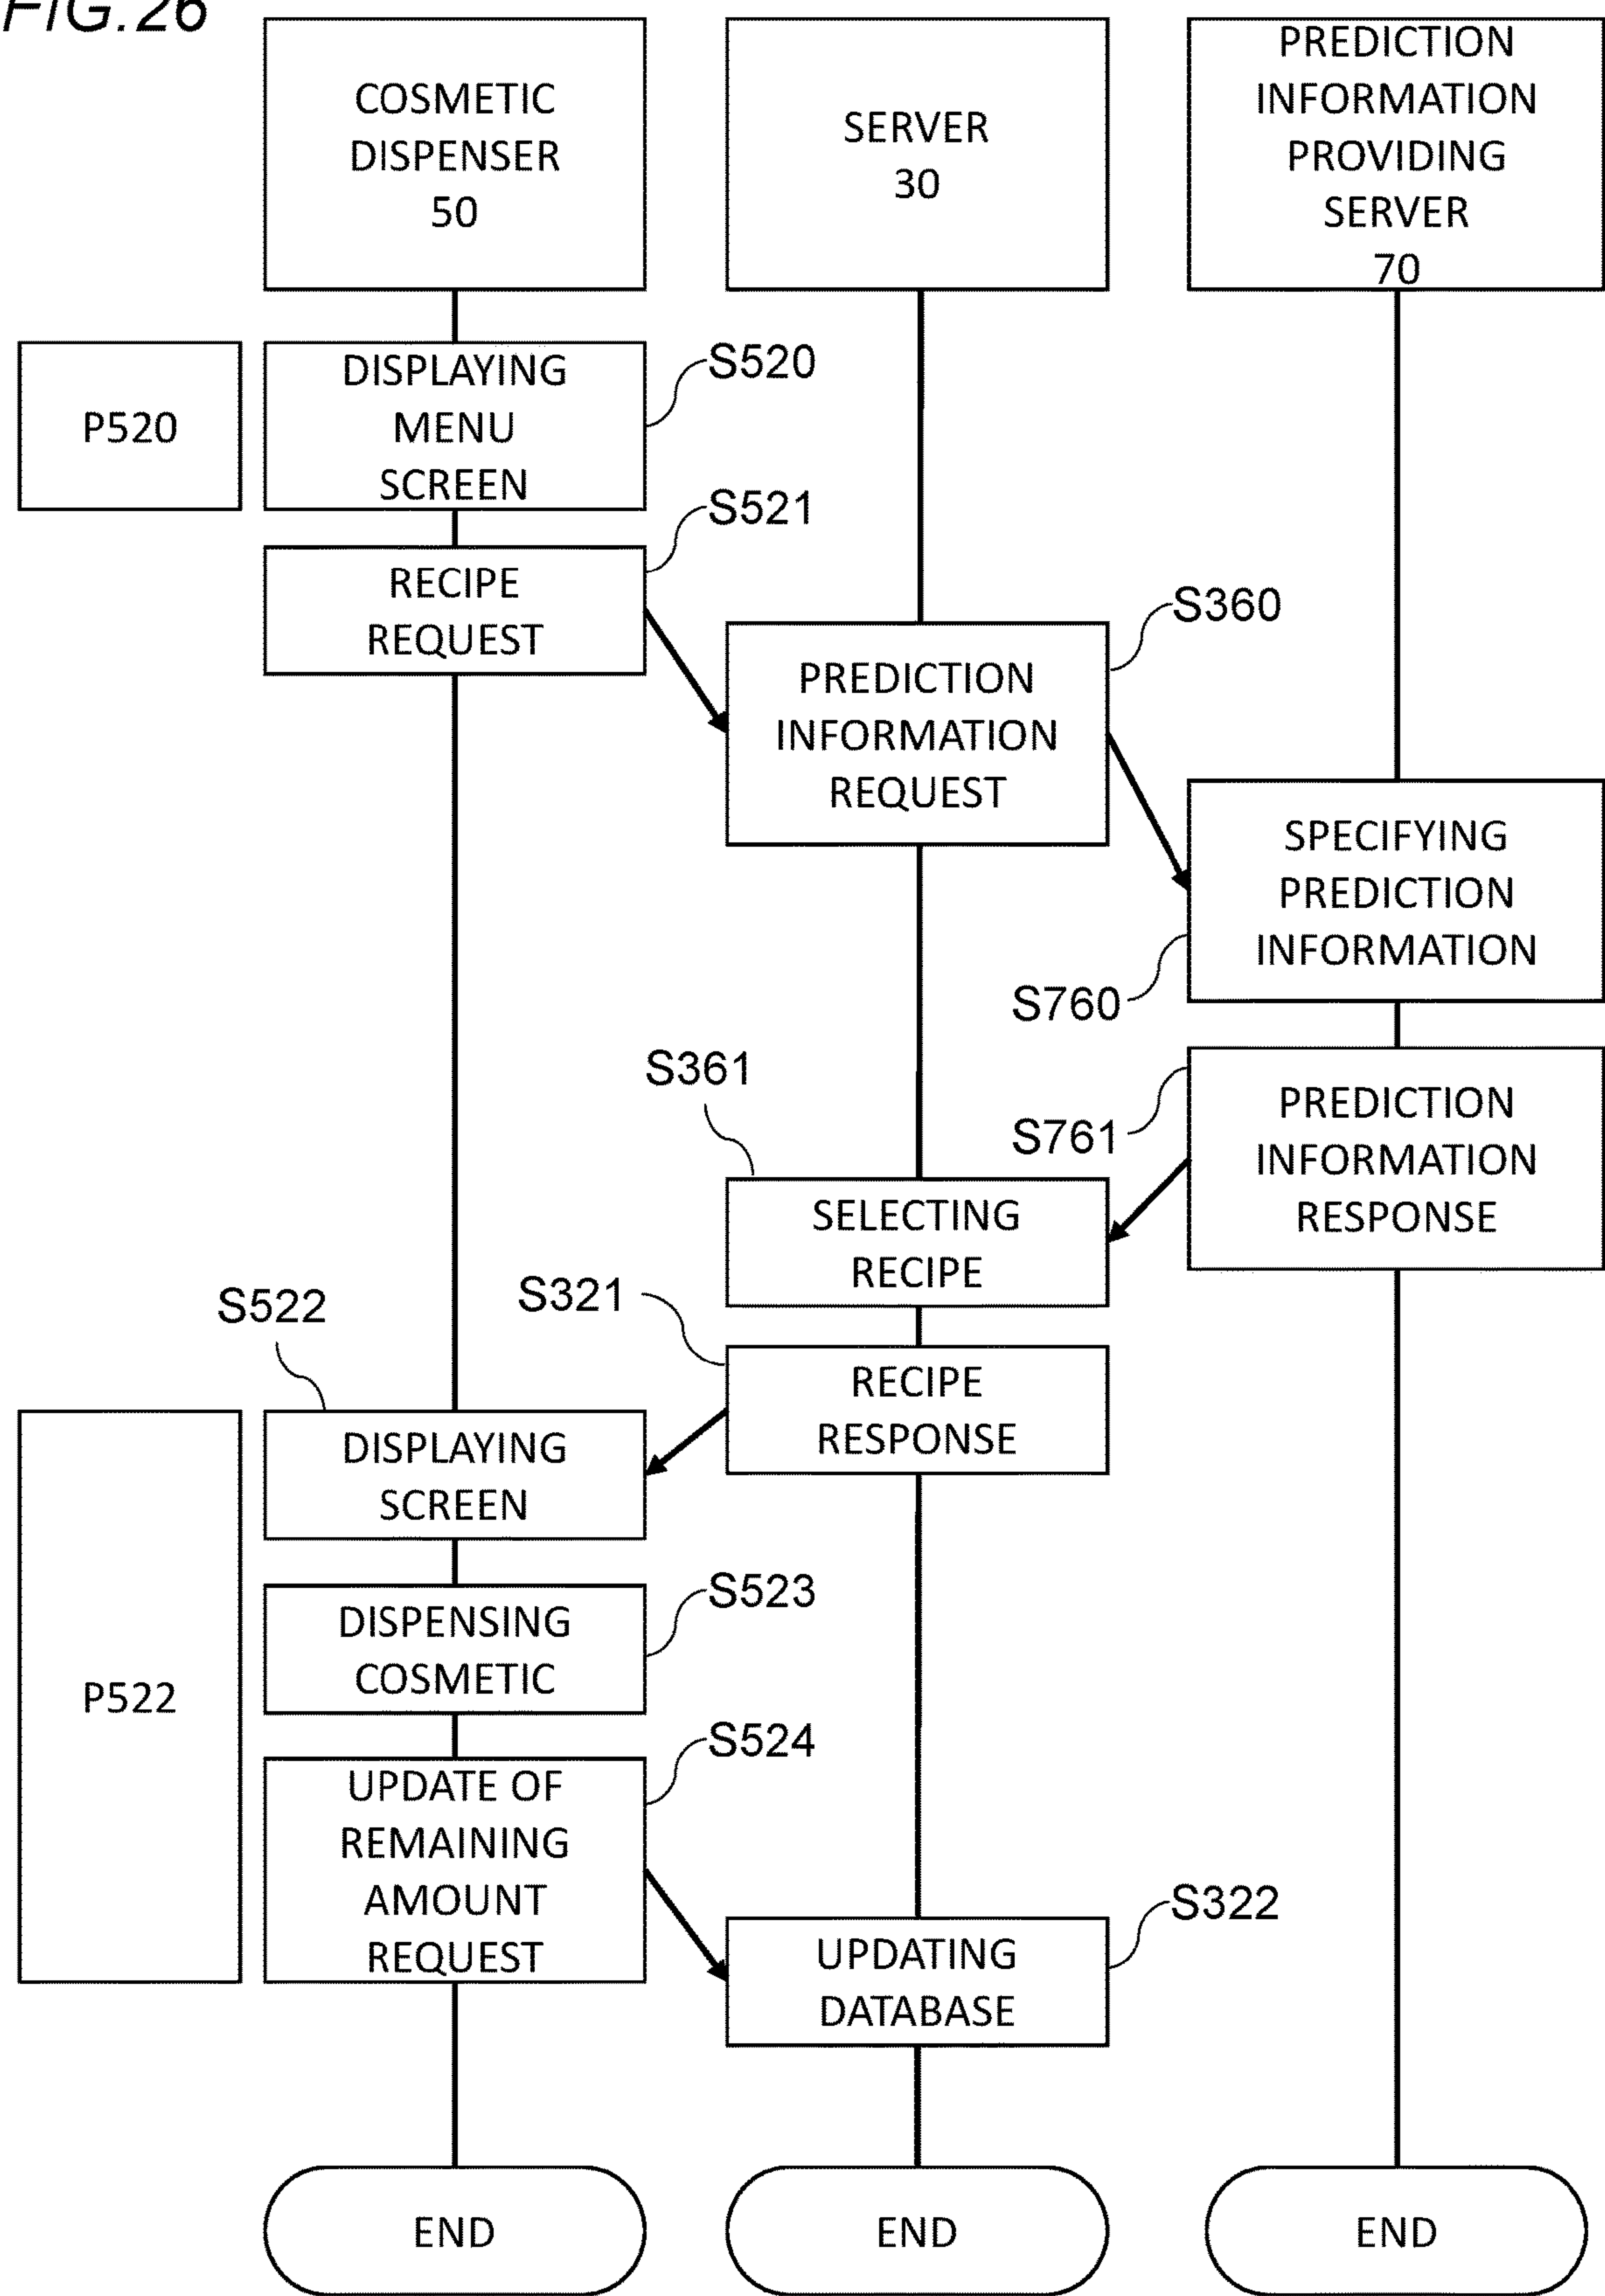 FIG.26
COSMETIC
DISPENSER
50
SERVER
30
PREDICTION
INFORMATION
PROVIDING
SERVER
70
P520
DISPLAYING
MENU
SCREEN
S520
RECIPE
REQUEST
S521
PREDICTION
INFORMATION
REQUEST
S360
SPECIFYING
PREDICTION
INFORMATION
S760
PREDICTION
INFORMATION
RESPONSE
S761
S361
SELECTING
RECIPE
S321
RECIPE
RESPONSE
S522
P522
DISPLAYING
SCREEN
DISPENSING
COSMETIC
S523
UPDATE OF
REMAINING
AMOUNT
REQUEST
S524
UPDATING
DATABASE
S322
END
END
END